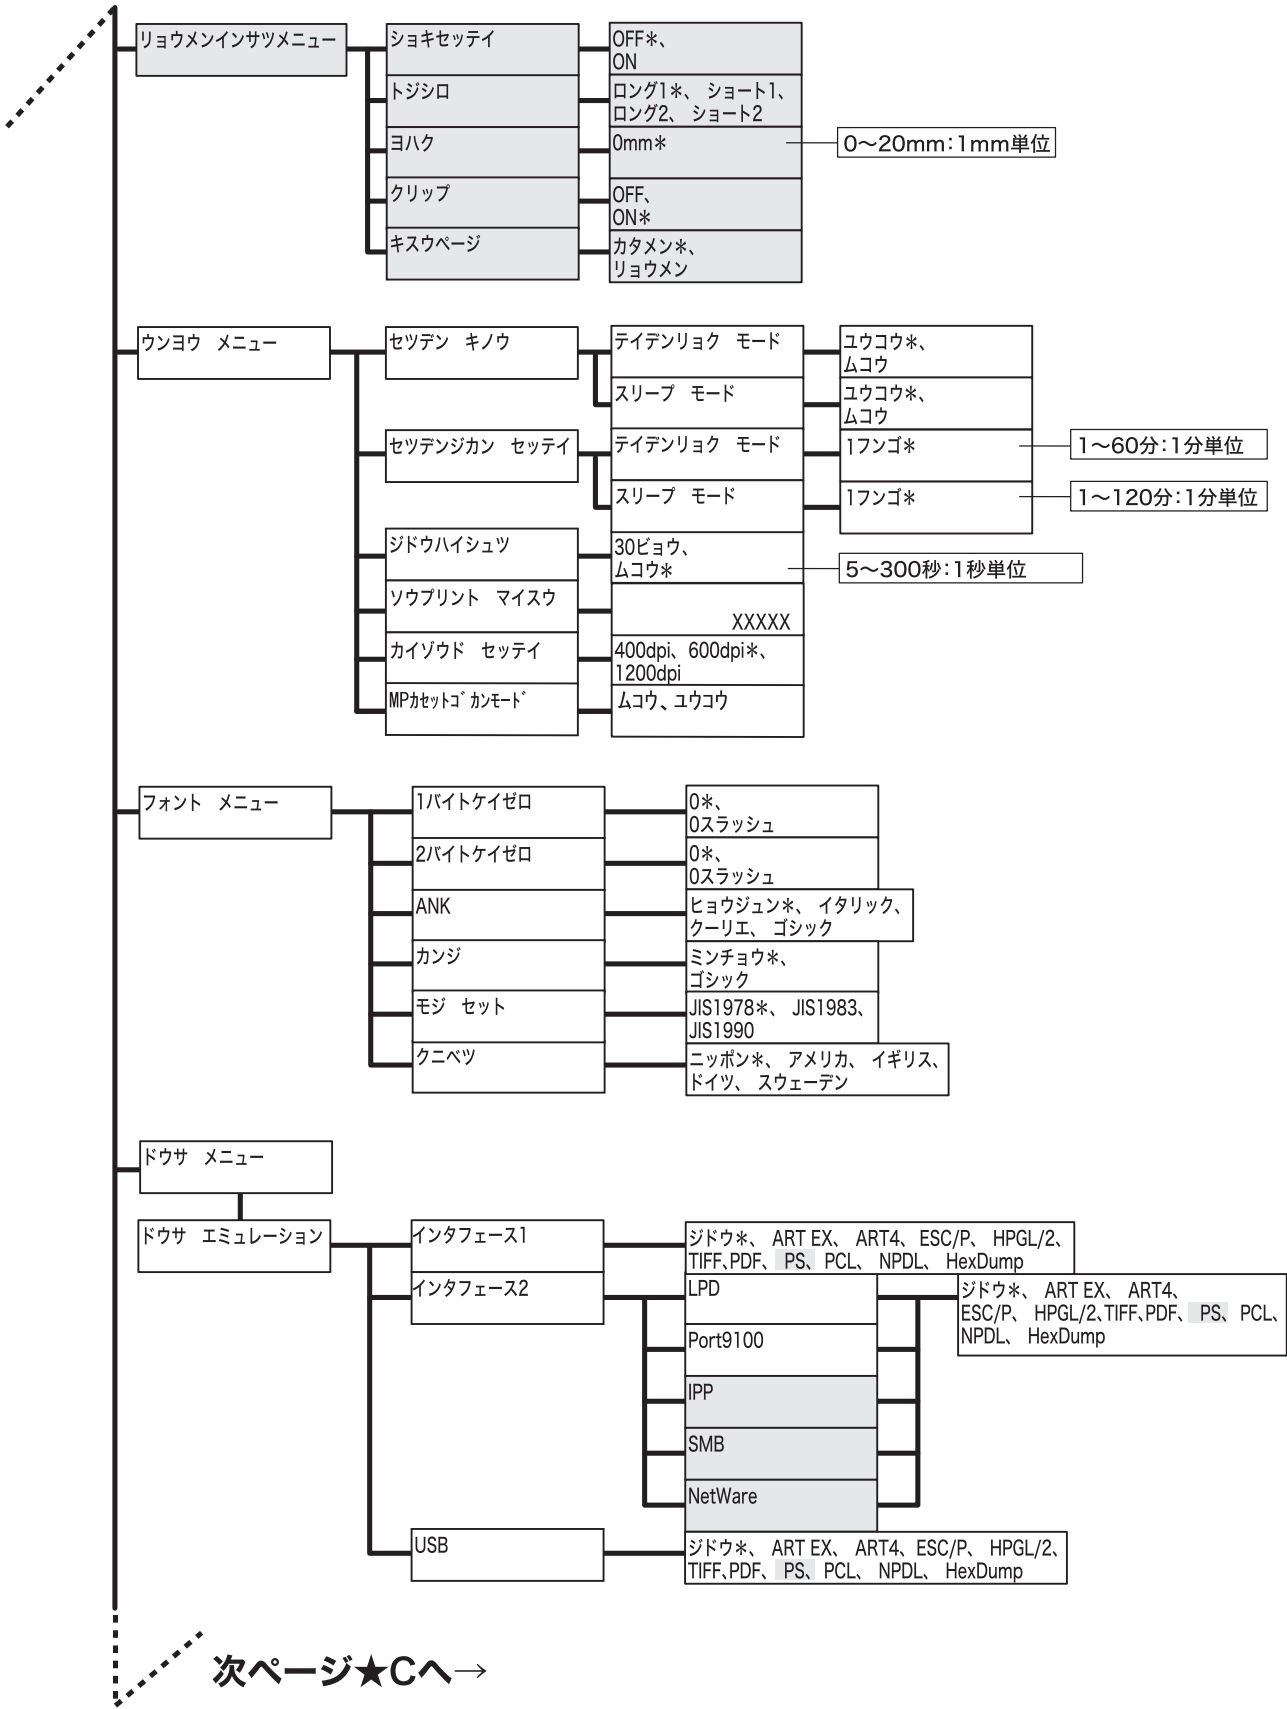 リョウメンインサツメニュー
ショキセッテイ
OFF＊、
ON
トジシロ
ロング1＊、 ショート1、
ロング2、 ショート2
ヨハク
0mm＊
0～20mm：1mm単位
クリップ
OFF、
ON＊
キスウページ
カタメン＊、
リョウメン
ウンヨウ　メニュー
セツデン　キノウ
テイデンリョク　モード
ユウコウ＊、
ムコウ
スリープ　モード
ユウコウ＊、
ムコウ
セツデンジカン　セッテイ
テイデンリョク　モード
1フンゴ＊
1～60分：1分単位
スリープ　モード
1フンゴ＊
1～120分：1分単位
ジドウハイシュツ
30ビョウ、
ムコウ＊
5～300秒：1秒単位
ソウプリント　マイスウ
XXXXX
カイゾウド　セッテイ
400dpi、 600dpi＊、
1200dpi
MPｶｾｯﾄｺﾞｶﾝﾓｰﾄﾞ
ムコウ、ユウコウ
フォント　メニュー
1バイトケイゼロ
0＊、
0スラッシュ
2バイトケイゼロ
0＊、
0スラッシュ
ANK
ヒョウジュン＊、 イタリック、
クーリエ、 ゴシック
カンジ
ミンチョウ＊、
ゴシック
モジ　セット
JIS1978＊、 JIS1983、
JIS1990
クニベツ
ニッポン＊、 アメリカ、 イギリス、
ドイツ、 スウェーデン
ドウサ　メニュー
ドウサ　エミュレーション
インタフェース1
ジドウ＊、 ART EX、 ART4、 ESC/P、 HPGL/2、
TIFF、PDF、 PS、 PCL、 NPDL、 HexDump
インタフェース2
LPD
ジドウ＊、 ART EX、 ART4、
ESC/P、 HPGL/2、TIFF、PDF、 PS、 PCL、
NPDL、 HexDump
Port9100
IPP
SMB
NetWare
USB
ジドウ＊、 ART EX、 ART4、 ESC/P、 HPGL/2、
TIFF、PDF、 PS、 PCL、 NPDL、 HexDump
次ページ★Cへ→